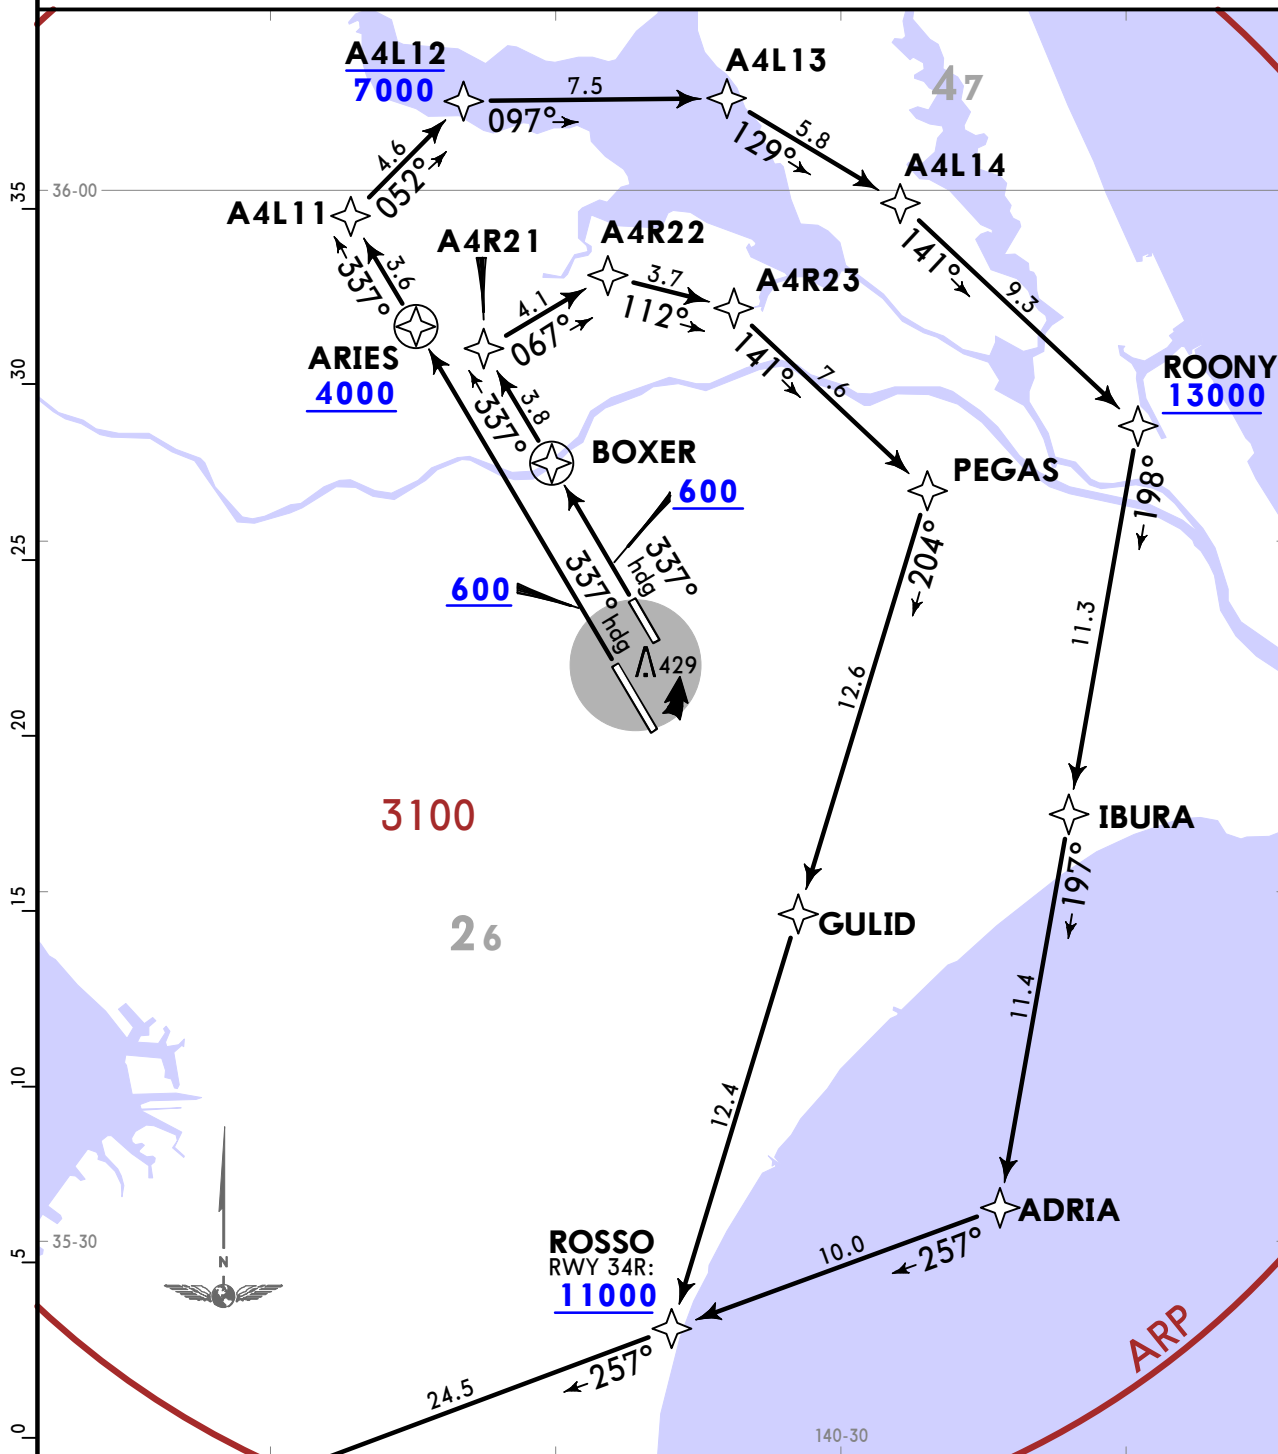 A4L12
7000
A4L13
47
7.5
097°
5.8
129°
4.6
052°
A4L14
36-00
35
A4L11
A4R21
A4R22
3.6
337°
3.7
112°
A4R23
141°
9.3
4.1
067°
ARIES
4000
30
3.8
337°
141°
7.6
ROONY
13000
BOXER
600
PEGAS
198°
25
204°
337°
hdg
337°
hdg
600
11.3
429
12.6
20
3100
IBURA
197°
15
GULID
26
11.4
12.4
10
ADRIA
35-30
5
N
ROSSO
RWY 34R:
11000
10.0
257°
ARP
257°
24.5
0
140-30